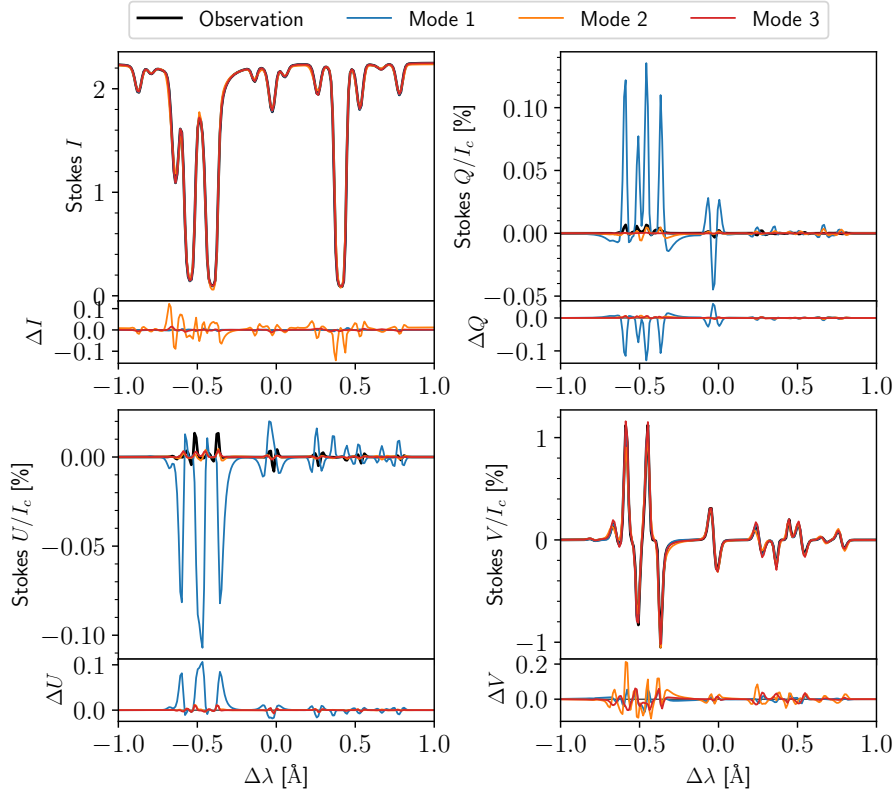 Observation Mode 1 Mode 2 Mode 3
Stokes I
2
1
0
ΔI
0.1
0.0
−0.1
−1.0 −0.5 0.0 0.5 1.0
Stokes Q/I_c [%]
0.10
0.05
0.00
−0.05
ΔQ
0.0
−0.1
−1.0 −0.5 0.0 0.5 1.0
Stokes U/I_c [%]
0.00
−0.05
−0.10
ΔU
0.1
0.0
−1.0 −0.5 0.0 0.5 1.0
Δλ [Å]
Stokes V/I_c [%]
1
0
−1
ΔV
0.2
0.0
−1.0 −0.5 0.0 0.5 1.0
Δλ [Å]